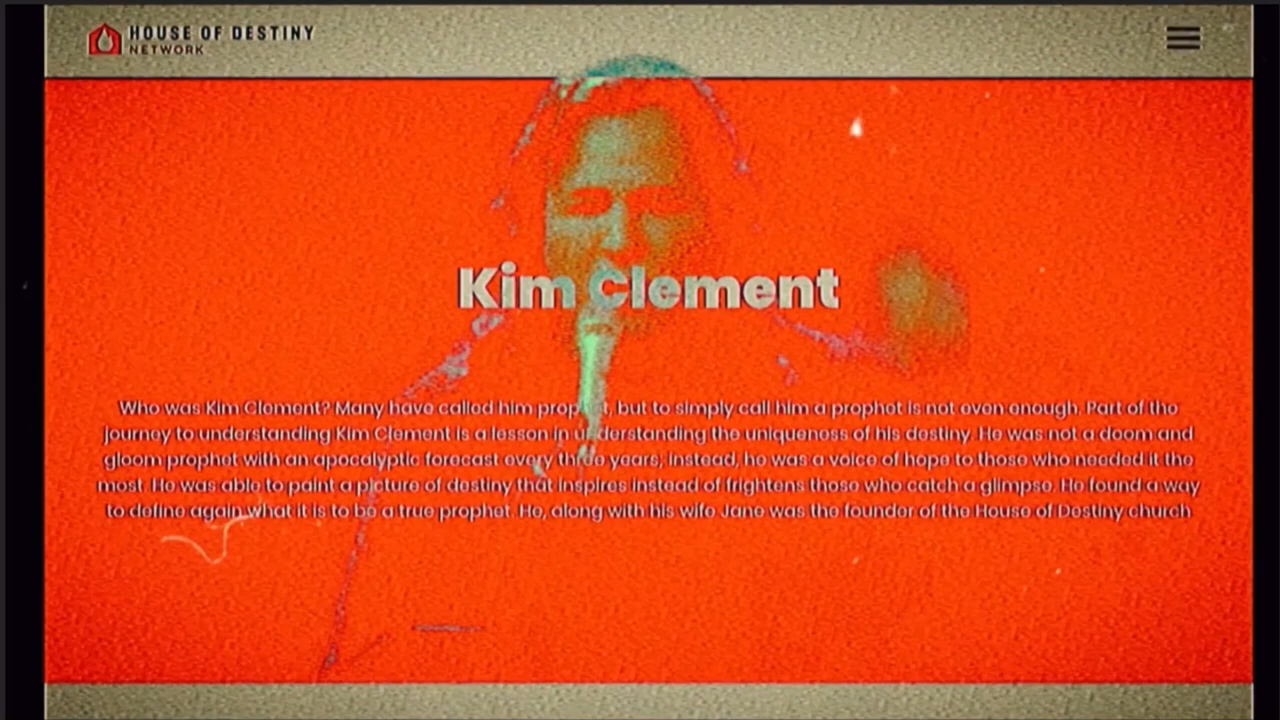 HOUSE OF DESTINY
NETWORK
Kim Clement
Who was Kim Clement? Many have called him prophet, but to simply call him a prophet is not even enough. Part of the
journey to understanding Kim Clement is a lesson in understanding the uniqueness of his destiny. He was not a doom and
gloom prophet with an apocalyptic forecast every three years; instead, he was a voice of hope to those who needed it the
most. He was able to paint a picture of destiny that inspires instead of frightens those who catch a glimpse. He found a way
to define again what it is to be a true prophet. He, along with his wife Jane was the founder of the House of Destiny church